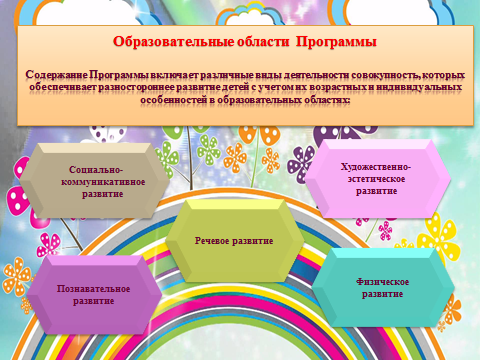 Образовательные области Программы
Содержание Программы включает различные виды деятельности совокупность, которых
обеспечивает разностороннее развитие детей с учетом их возрастных и индивидуальных
особенностей в образовательных областях:
Социально-
коммуникативное
развитие
Художественно-
эстетическое
развитие
Речевое развитие
Познавательное
развитие
Физическое
развитие